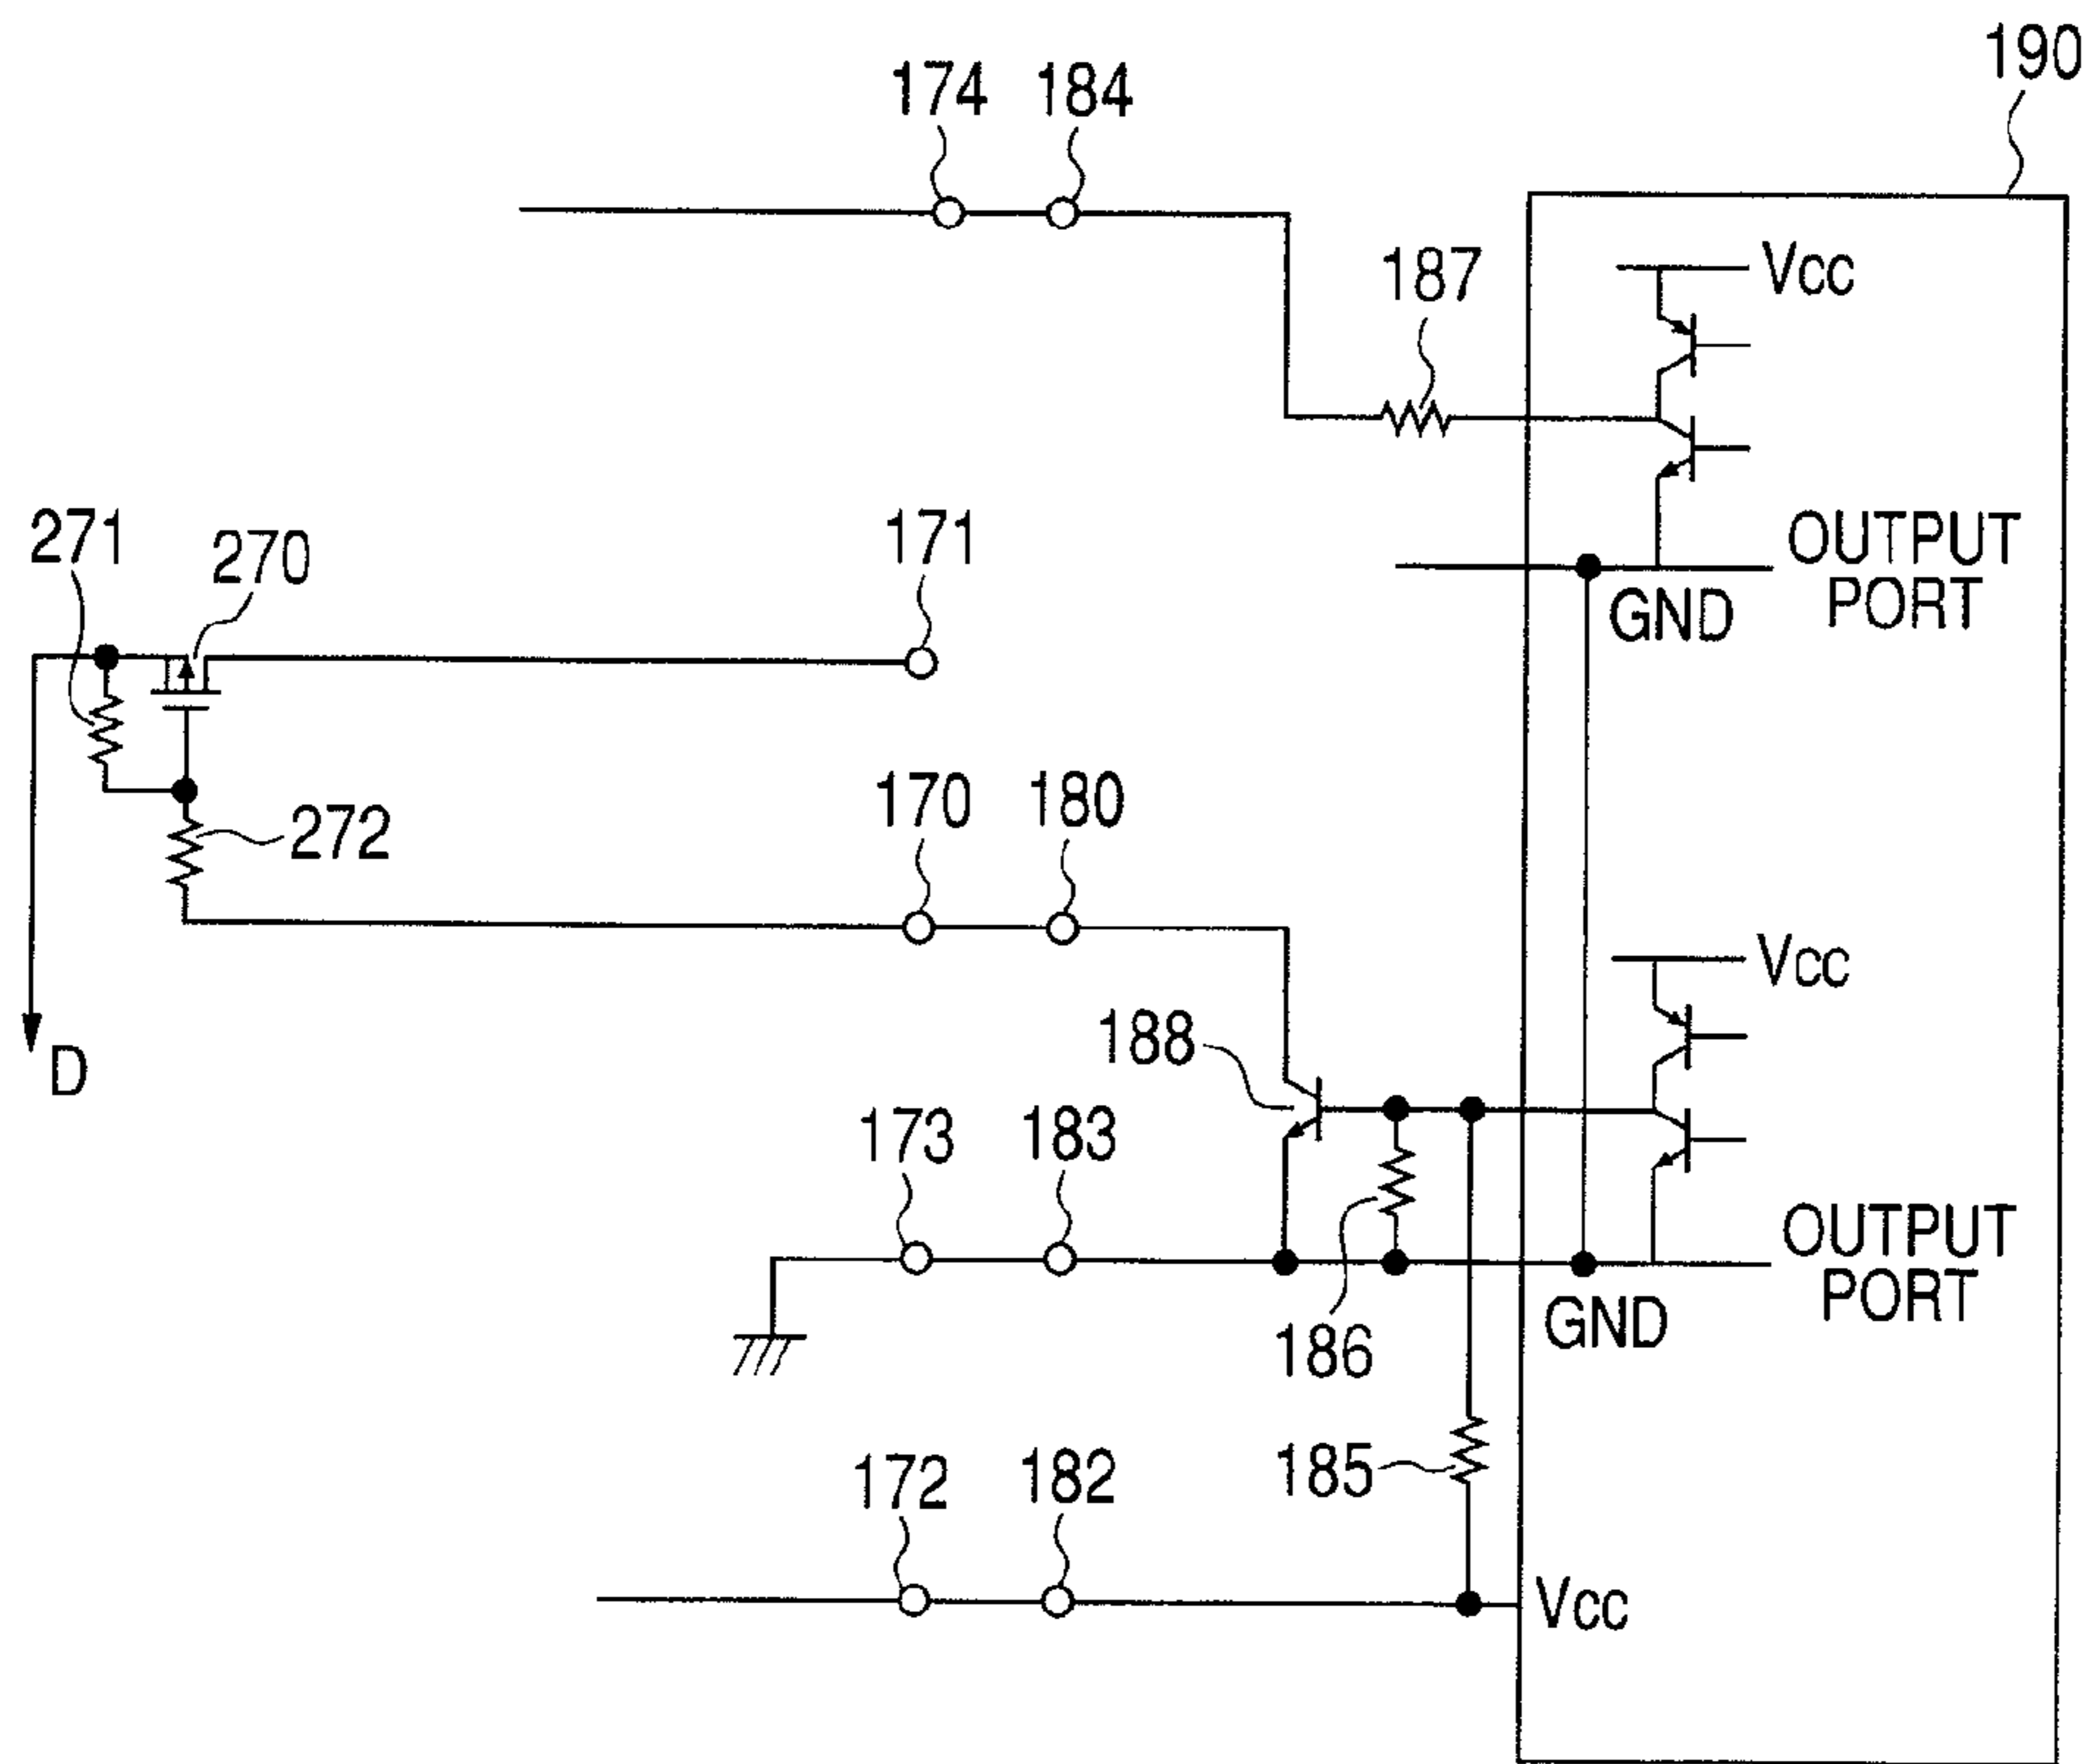 190
174 184
187
Vcc
271 270 171
OUTPUT
PORT
GND
170 180
272
Vcc
188
D
173 183
OUTPUT
PORT
GND
186
172 182 185
Vcc